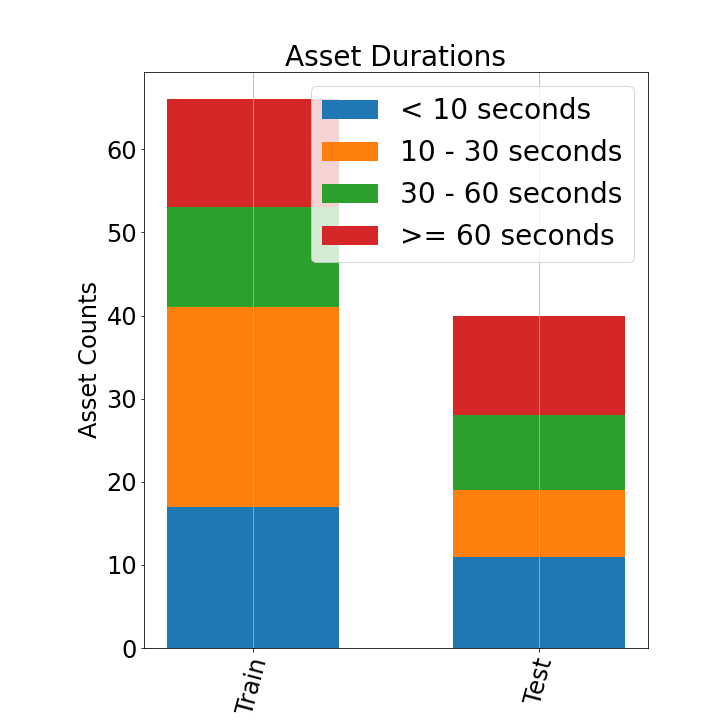 Asset Durations
< 10 seconds
10 - 30 seconds
30 - 60 seconds
>= 60 seconds
Asset Counts
60
50
40
30
20
10
0
Train
Test